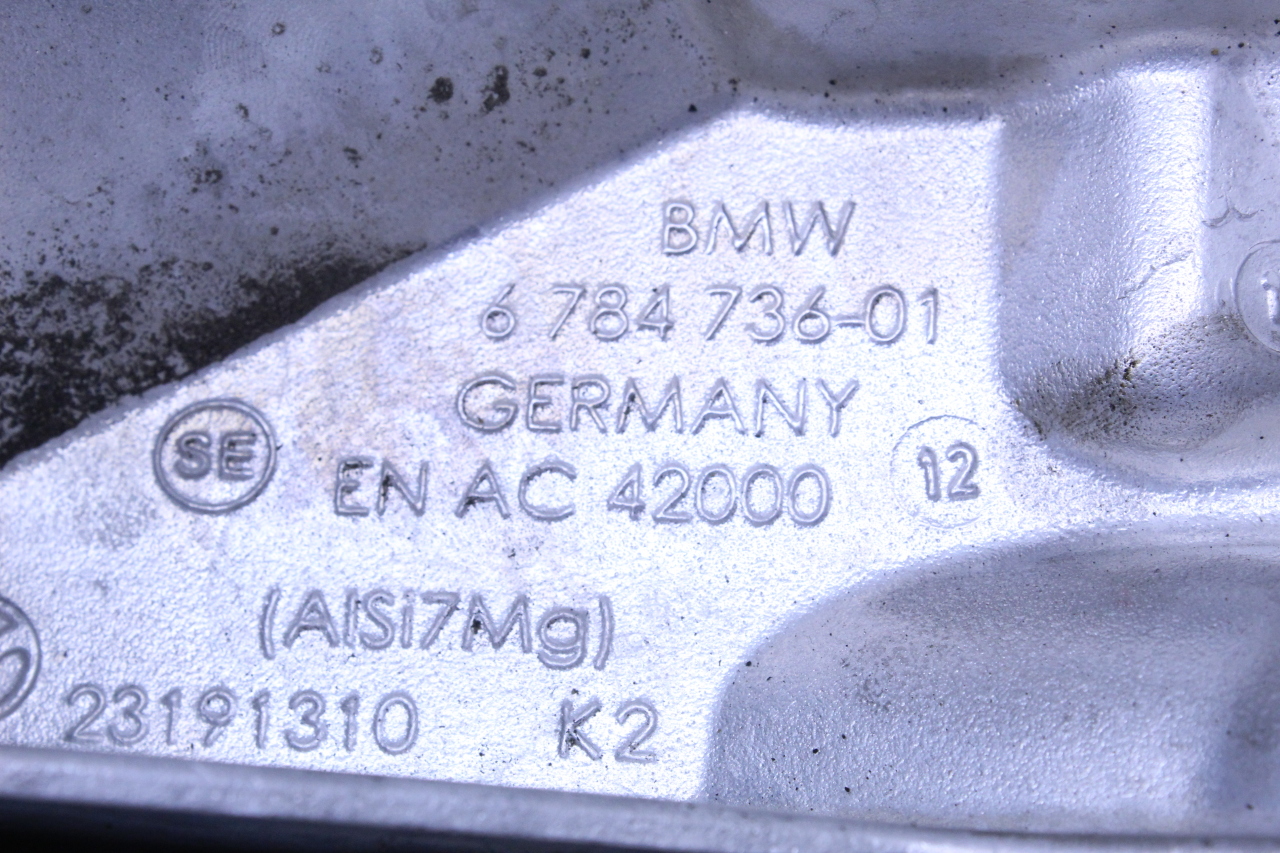 BMW
6 784 736-01
GERMANY
SE
EN AC 42000
12
(AlSi7Mg)
23191310 K2